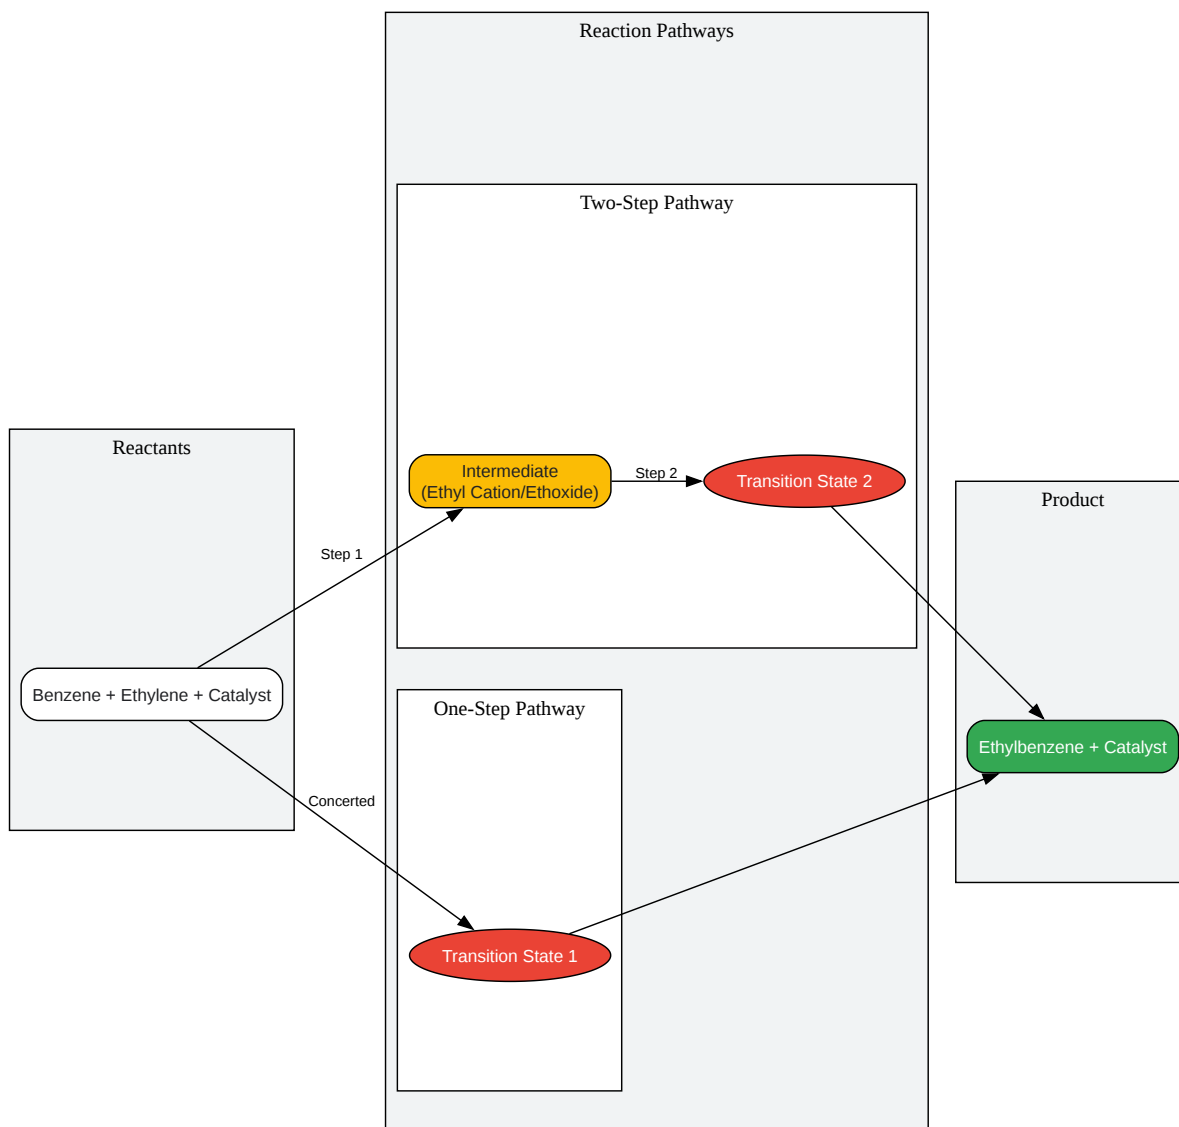 Reaction Pathways
Two-Step Pathway
Reactants
Intermediate
(Ethyl Cation/Ethoxide)
Step 2
Transition State 2
Product
Step 1
Benzene + Ethylene + Catalyst
One-Step Pathway
Ethylbenzene + Catalyst
Concerted
Transition State 1